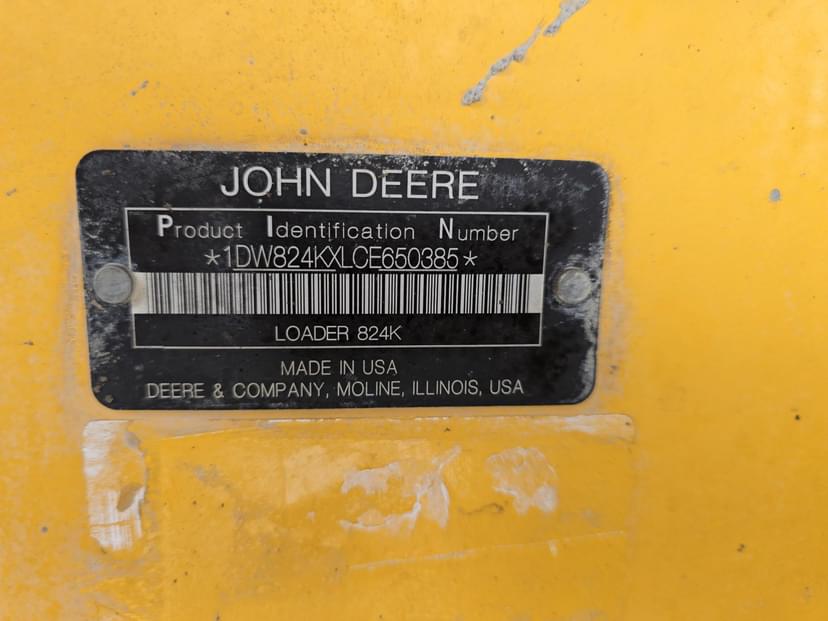 JOHN DEERE
Product Identification Number
*1DW824KXLCE650385*
LOADER 824K
MADE IN USA
DEERE & COMPANY, MOLINE, ILLINOIS, USA